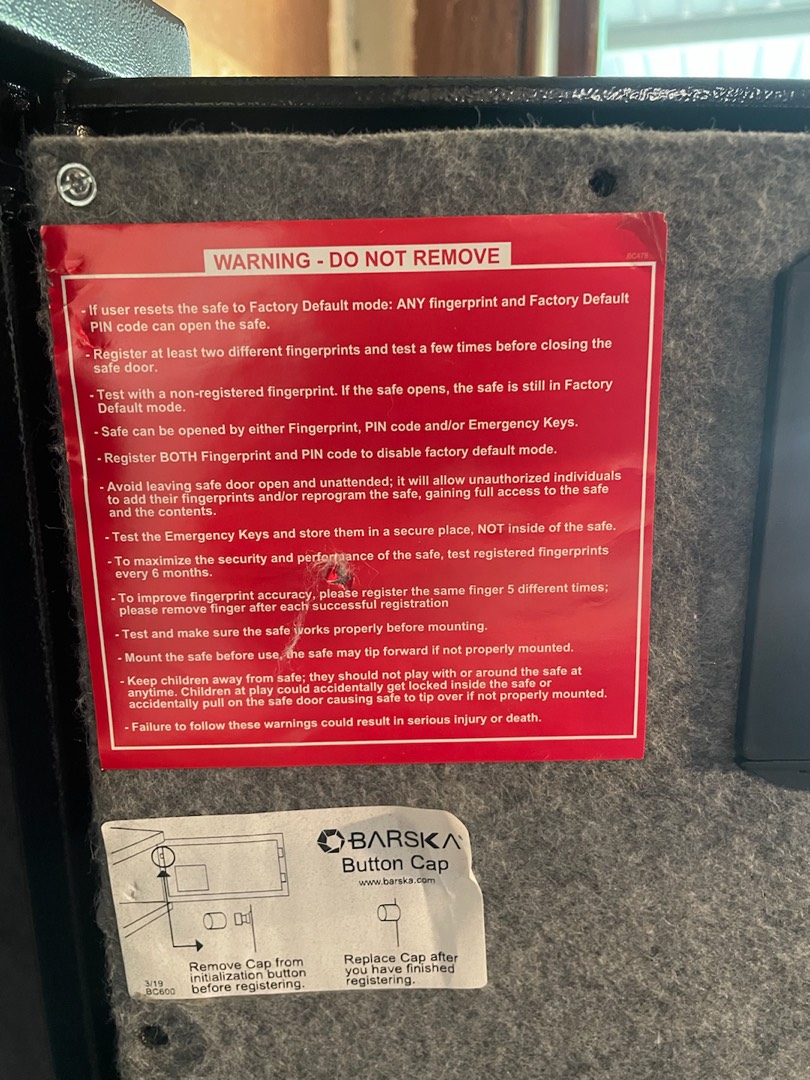 WARNING - DO NOT REMOVE
BC479
- If user resets the safe to Factory Default mode: ANY fingerprint and Factory Default
PIN code can open the safe.
- Register at least two different fingerprints and test a few times before closing the
safe door.
- Test with a non-registered fingerprint. If the safe opens, the safe is still in Factory
Default mode.
- Safe can be opened by either Fingerprint, PIN code and/or Emergency Keys.
- Register BOTH Fingerprint and PIN code to disable factory default mode.
- Avoid leaving safe door open and unattended; it will allow unauthorized individuals
to add their fingerprints and/or reprogram the safe, gaining full access to the safe
and the contents.
- Test the Emergency Keys and store them in a secure place, NOT inside of the safe.
- To maximize the security and performance of the safe, test registered fingerprints
every 6 months.
- To improve fingerprint accuracy, please register the same finger 5 different times;
please remove finger after each successful registration
- Test and make sure the safe works properly before mounting.
- Mount the safe before use, the safe may tip forward if not properly mounted.
- Keep children away from safe; they should not play with or around the safe at
anytime. Children at play could accidentally get locked inside the safe or
accidentally pull on the safe door causing safe to tip over if not properly mounted.
- Failure to follow these warnings could result in serious injury or death.
BARSKA
Button Cap
www.barska.com
Remove Cap from
initialization button
before registering.
Replace Cap after
you have finished
registering.
3/19
BC600